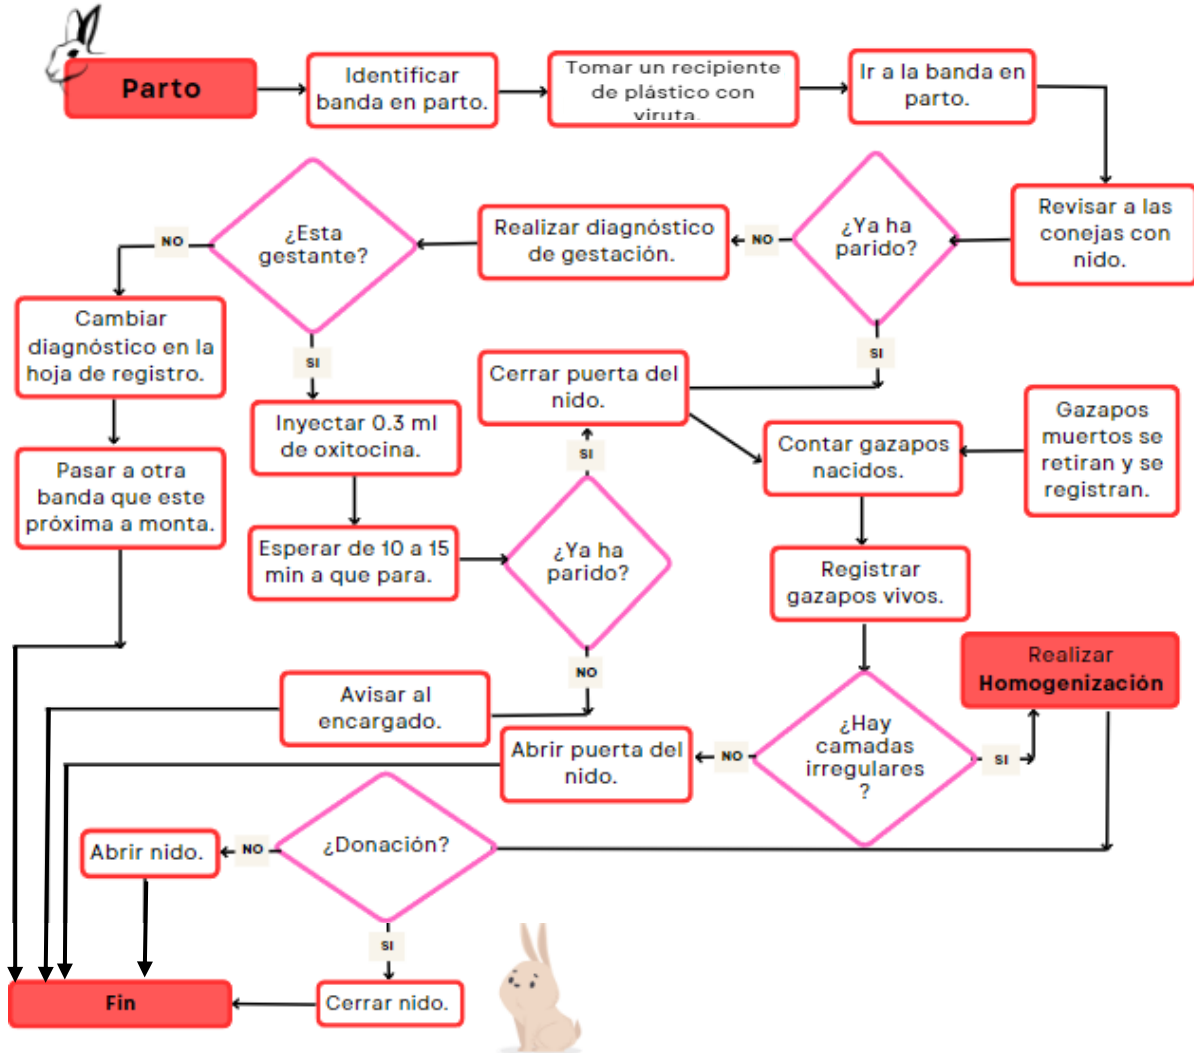 Parto
Identificar
banda en parto.
Tomar un recipiente
de plástico con
viruta.
Ir a la banda en
parto.
Revisar a las
conejas con
nido.
¿Ya ha
parido?
NO
Realizar diagnóstico
de gestación.
¿Esta
gestante?
NO
Cambiar
diagnóstico en la
hoja de registro.
Pasar a otra
banda que este
próxima a monta.
SI
Inyectar 0.3 ml
de oxitocina.
Esperar de 10 a 15
min a que para.
¿Ya ha
parido?
SI
Cerrar puerta del
nido.
SI
Contar gazapos
nacidos.
Gazapos
muertos se
retiran y se
registran.
Registrar
gazapos vivos.
NO
Avisar al
encargado.
¿Hay
camadas
irregulares
?
NO
Abrir puerta del
nido.
SI
Realizar
Homogenización
¿Donación?
NO
Abrir nido.
SI
Cerrar nido.
Fin